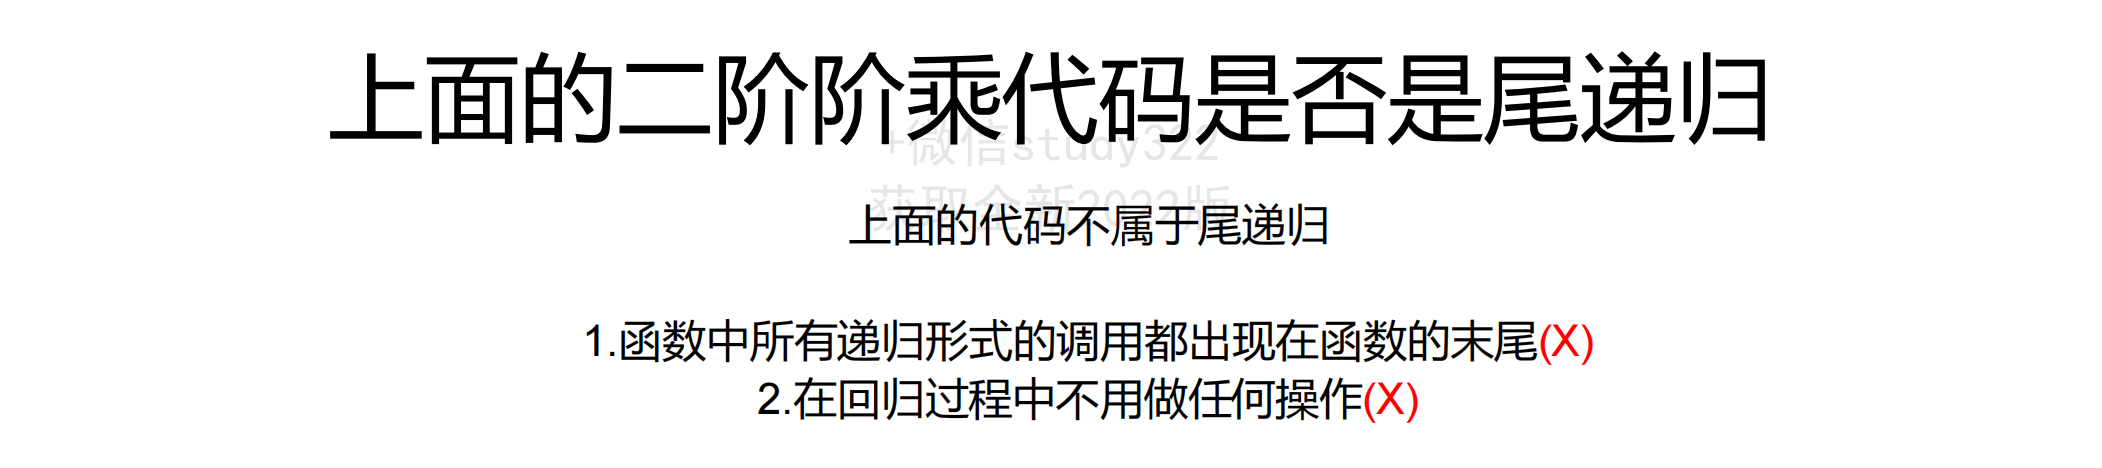 上面的二阶阶乘代码是否是尾递归
+微信study322
获取全新2022版
上面的代码不属于尾递归
1.函数中所有递归形式的调用都出现在函数的末尾(X)
2.在回归过程中不用做任何操作(X)